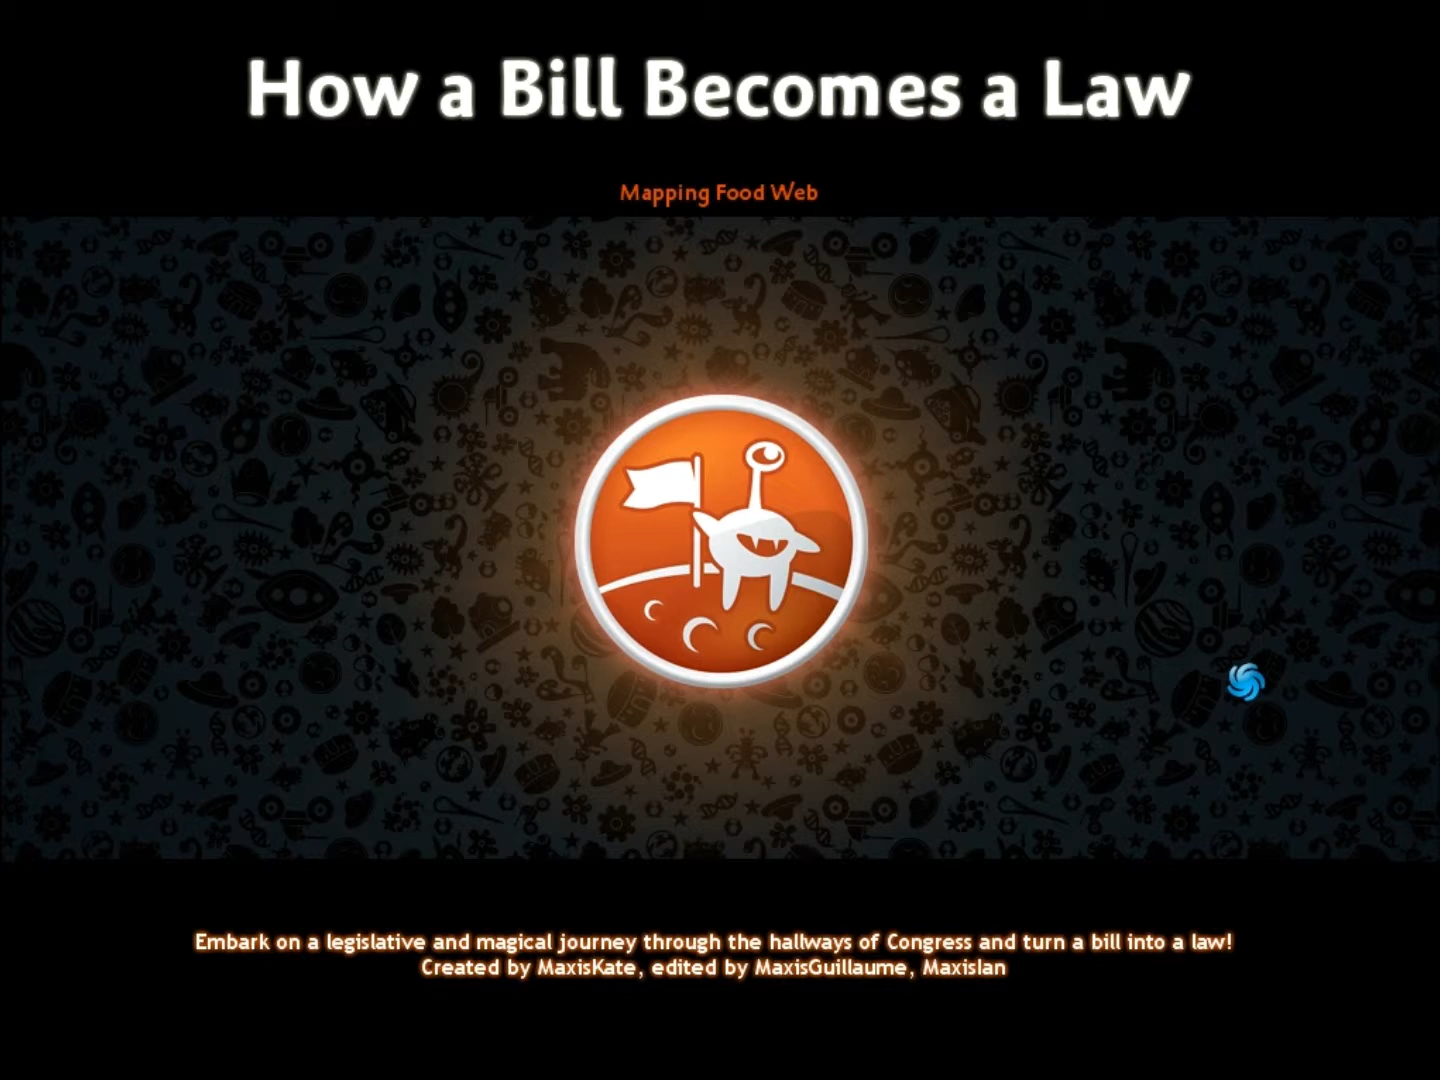 How a Bill Becomes a Law
Mapping Food Web
Embark on a legislative and magical journey through the hallways of Congress and turn a bill into a law!
Created by MaxisKate, edited by MaxisGuillaume, MaxisIan